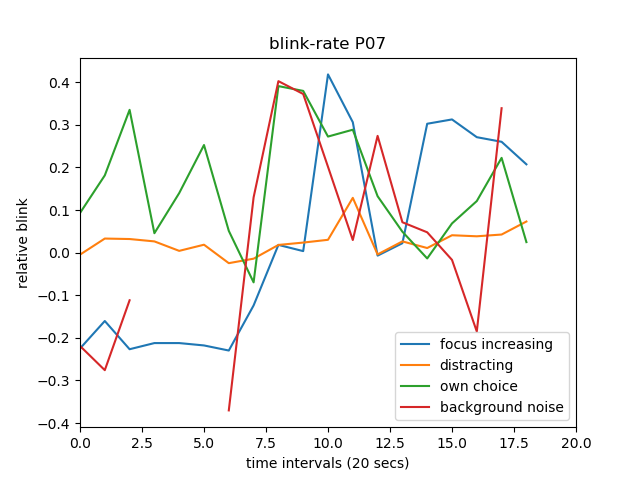 blink-rate P07
relative blink
0.4
0.3
0.2
0.1
0.0
−0.1
−0.2
−0.3
−0.4
0.0 2.5 5.0 7.5 10.0 12.5 15.0 17.5 20.0
time intervals (20 secs)
focus increasing
distracting
own choice
background noise